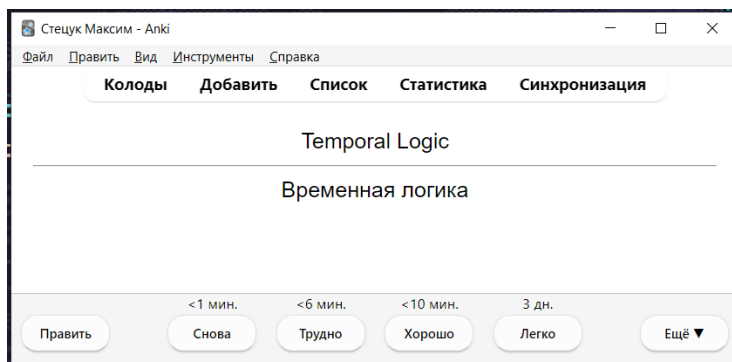 Стецук Максим - Anki
Файл Править Вид Инструменты Справка
Колоды Добавить Список Статистика Синхронизация
Temporal Logic
Временная логика
<1 мин. <6 мин. <10 мин. 3 дн.
Править Снова Трудно Хорошо Легко Ещё ▼